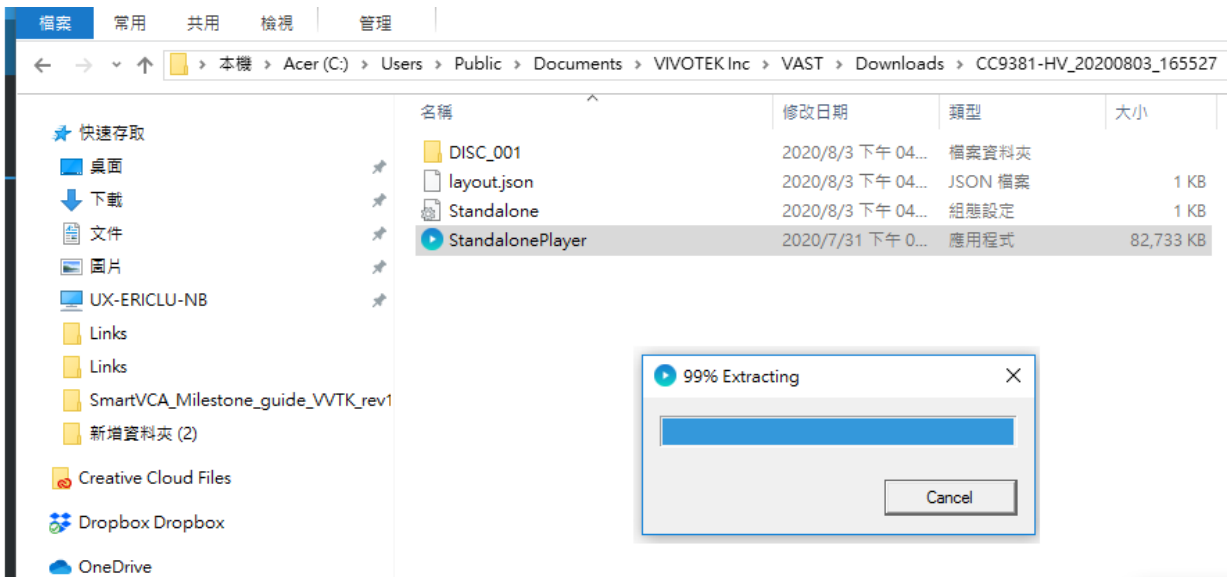 檔案 常用 共用 檢視 管理
本機 › Acer (C:) › Users › Public › Documents › VIVOTEK Inc › VAST › Downloads › CC9381-HV_20200803_165527
名稱 修改日期 類型 大小
快速存取
桌面
下載
文件
圖片
UX-ERICLU-NB
Links
Links
SmartVCA_Milestone_guide_VVTK_rev1
新增資料夾 (2)
Creative Cloud Files
Dropbox Dropbox
OneDrive
DISC_001 2020/8/3 下午 04... 檔案資料夾
layout.json 2020/8/3 下午 04... JSON 檔案 1 KB
Standalone 2020/8/3 下午 04... 組態設定 1 KB
StandalonePlayer 2020/7/31 下午 0... 應用程式 82,733 KB
99% Extracting
Cancel